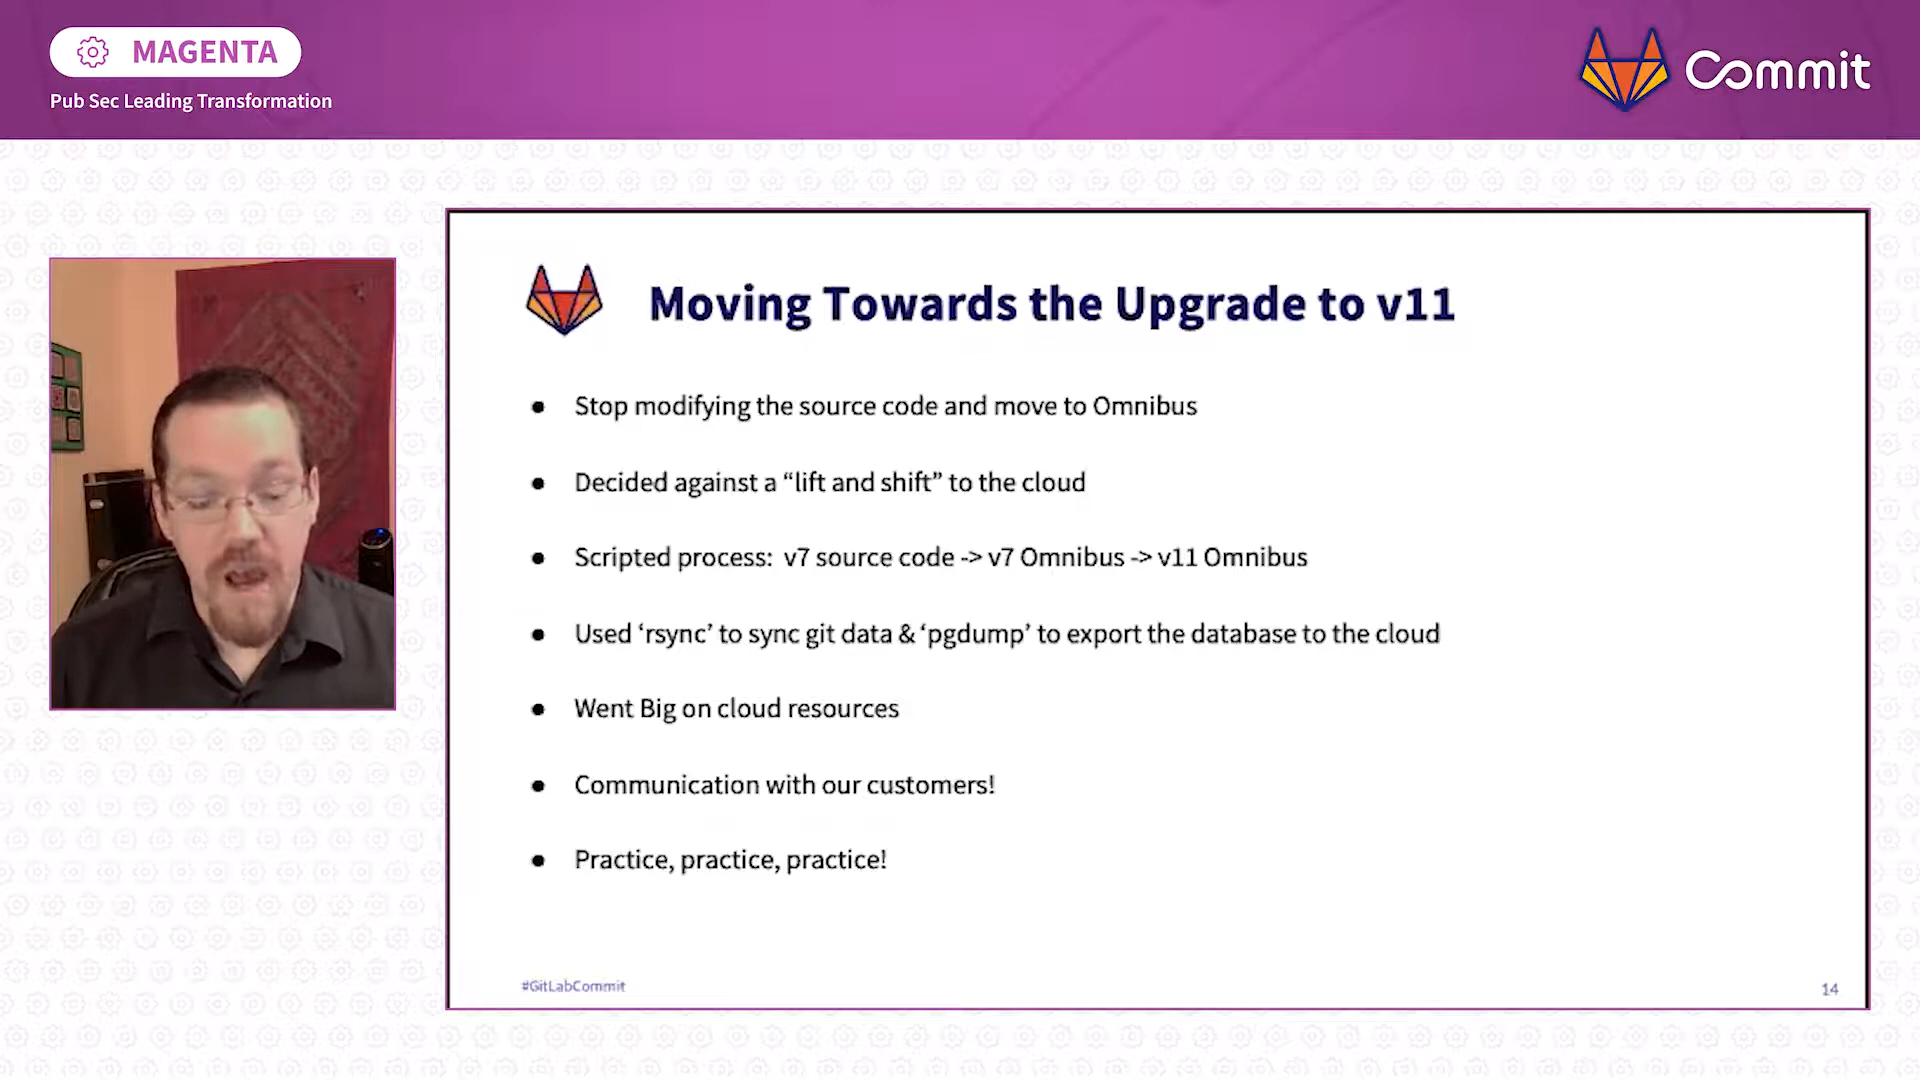 MAGENTA
Pub Sec Leading Transformation
Commit
Moving Towards the Upgrade to v11
● Stop modifying the source code and move to Omnibus
● Decided against a “lift and shift” to the cloud
● Scripted process:  v7 source code -> v7 Omnibus -> v11 Omnibus
● Used ‘rsync’ to sync git data & ‘pgdump’ to export the database to the cloud
● Went Big on cloud resources
● Communication with our customers!
● Practice, practice, practice!
#GitLabCommit
14